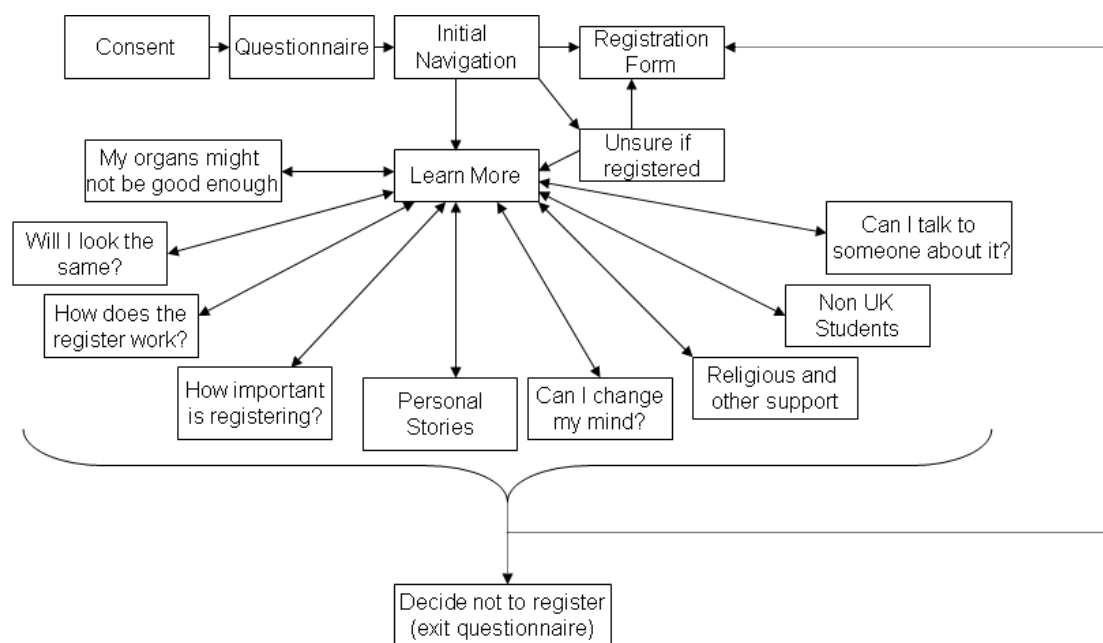 Consent
Questionnaire
Initial
Navigation
Registration
Form
Unsure if
registered
My organs might
not be good enough
Learn More
Can I talk to
someone about it?
Will I look the
same?
How does the
register work?
Non UK
Students
How important
is registering?
Personal
Stories
Can I change
my mind?
Religious and
other support
Decide not to register
(exit questionnaire)